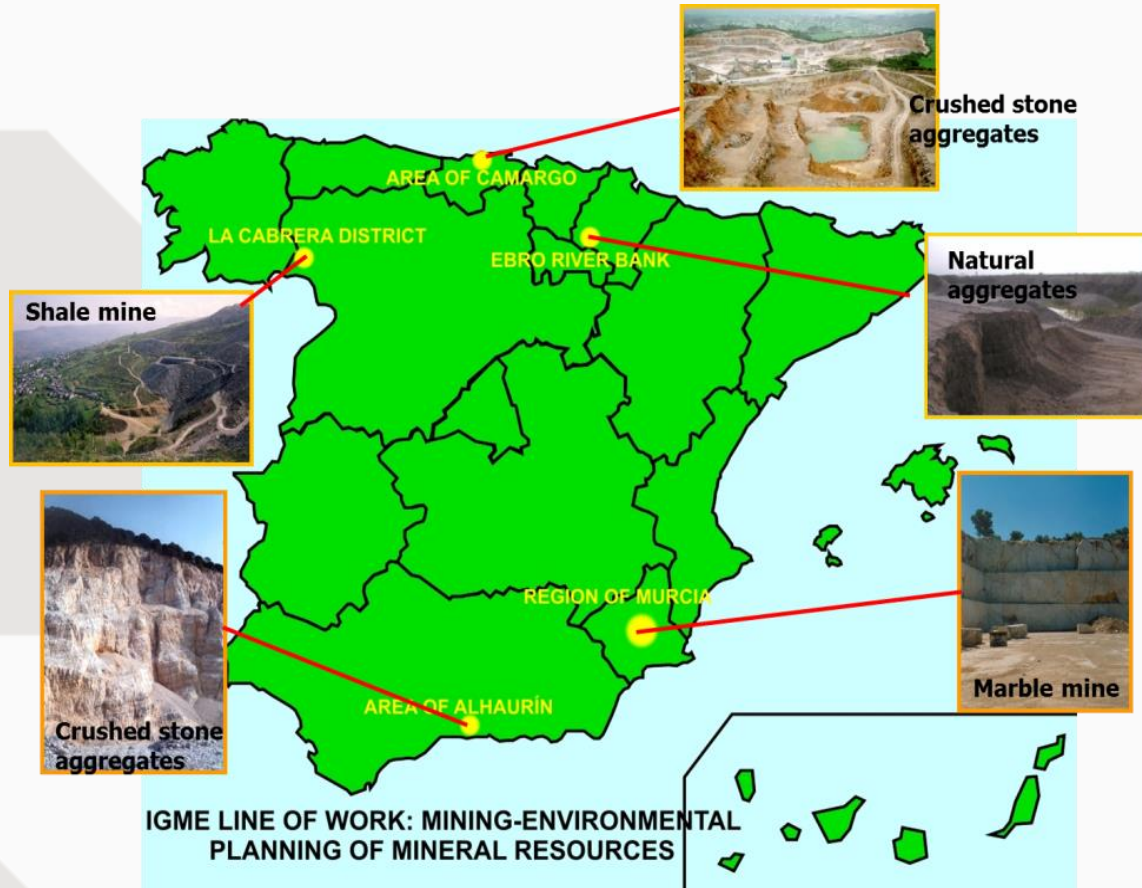 Crushed stone
aggregates
AREA OF CAMARGO
LA CABRERA DISTRICT
EBRO RIVER BANK
Natural
aggregates
Shale mine
REGION OF MURCIA
Marble mine
AREA OF ALHAURÍN
Crushed stone
aggregates
IGME LINE OF WORK: MINING-ENVIRONMENTAL
PLANNING OF MINERAL RESOURCES